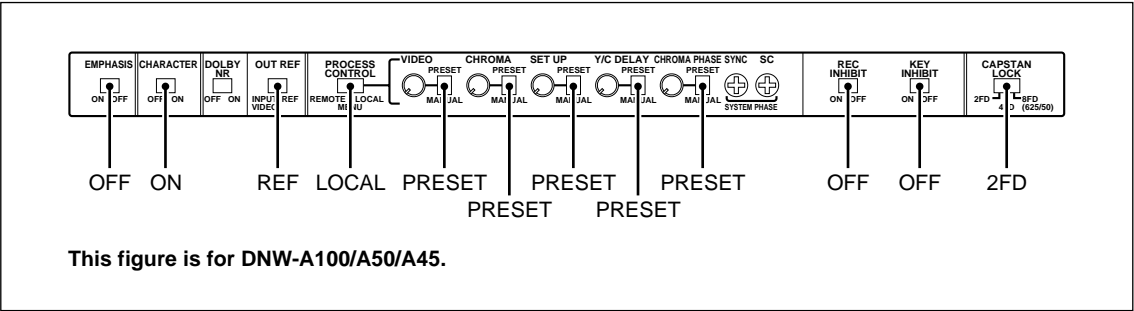 EMPHASIS CHARACTER DOLBY NR OUT REF PROCESS CONTROL VIDEO CHROMA SET UP Y/C DELAY CHROMA PHASE SYNC SC REC INHIBIT KEY INHIBIT CAPSTAN LOCK
PRESET PRESET PRESET PRESET PRESET
ON OFF OFF ON OFF ON INPUT VIDEO REF REMOTE LOCAL MENU MANUAL MANUAL MANUAL MANUAL MANUAL SYSTEM PHASE ON OFF ON OFF 2FD 4FD 8FD (625/50)
OFF ON REF LOCAL PRESET PRESET PRESET OFF OFF 2FD
PRESET PRESET
This figure is for DNW-A100/A50/A45.